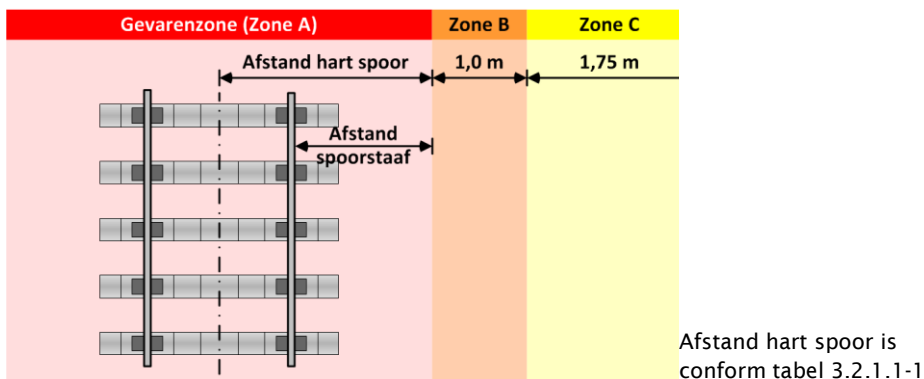 Gevarenzone (Zone A) Zone B Zone C
Afstand hart spoor 1,0 m 1,75 m
Afstand
spoorstaaf
Afstand hart spoor is
conform tabel 3.2.1.1-1